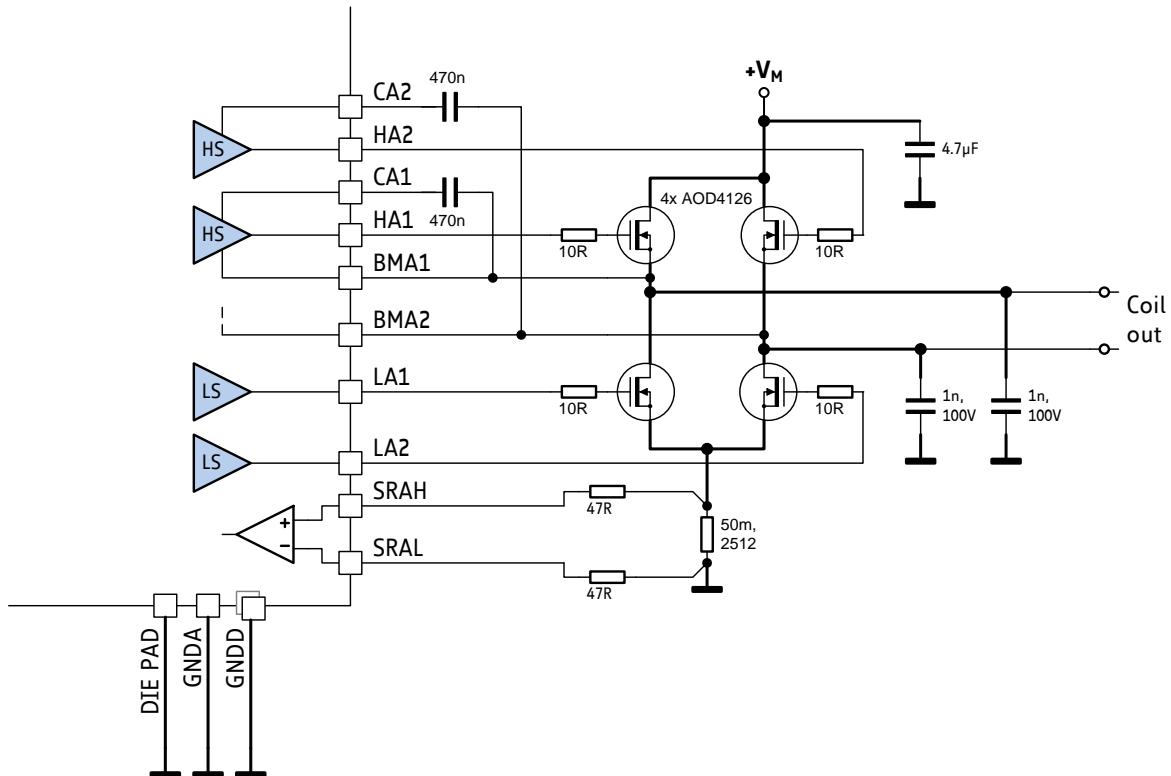 +VM
470n
CA2
HS
HA2
4.7µF
CA1
4x AOD4126
470n
HS
HA1
10R
10R
BMA1
Coil
out
BMA2
LS
LA1
10R
10R
1n,
100V
1n,
100V
LS
LA2
SRAH
47R
+
−
50m,
2512
SRAL
47R
DIE PAD
GNDA
GNDD